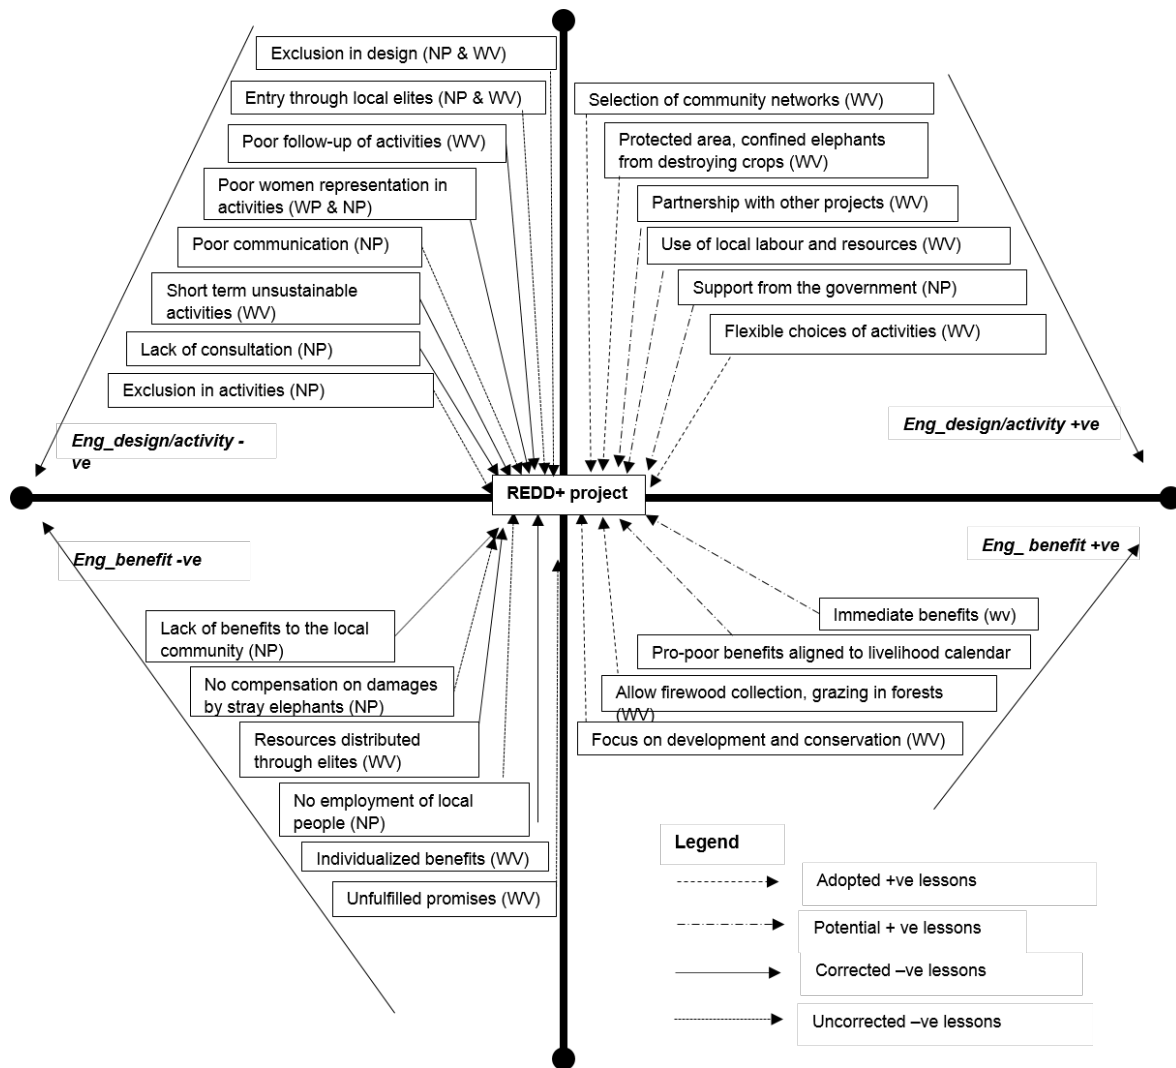 Exclusion in design (NP & WV)
Entry through local elites (NP & WV)
Poor follow-up of activities (WV)
Poor women representation in
activities (WP & NP)
Poor communication (NP)
Short term unsustainable
activities (WV)
Lack of consultation (NP)
Exclusion in activities (NP)
Eng_design/activity -
ve
Selection of community networks (WV)
Protected area, confined elephants
from destroying crops (WV)
Partnership with other projects (WV)
Use of local labour and resources (WV)
Support from the government (NP)
Flexible choices of activities (WV)
Eng_design/activity +ve
REDD+ project
Eng_benefit -ve
Lack of benefits to the local
community (NP)
No compensation on damages
by stray elephants (NP)
Resources distributed
through elites (WV)
No employment of local
people (NP)
Individualized benefits (WV)
Unfulfilled promises (WV)
Eng_ benefit +ve
Immediate benefits (wv)
Pro-poor benefits aligned to livelihood calendar
Allow firewood collection, grazing in forests
(WV)
Focus on development and conservation (WV)
Legend
Adopted +ve lessons
Potential + ve lessons
Corrected –ve lessons
Uncorrected –ve lessons